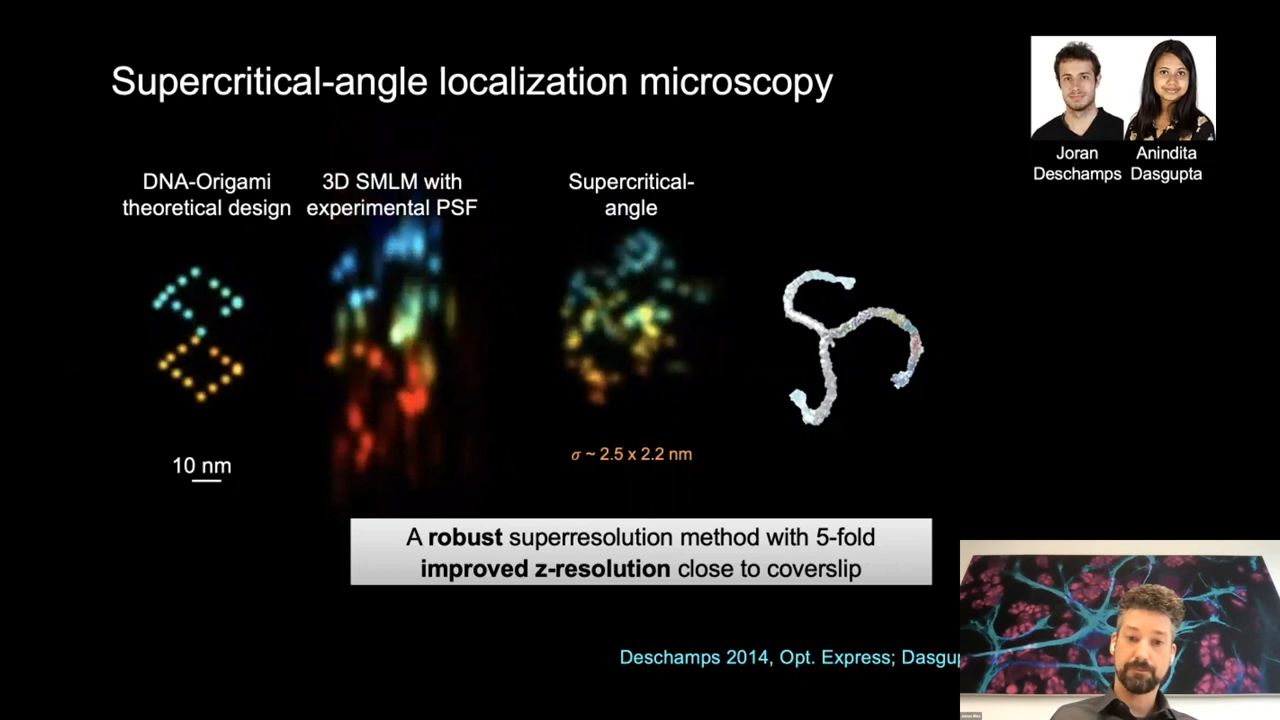 Supercritical-angle localization microscopy
Joran
Deschamps
Anindita
Dasgupta
DNA-Origami
theoretical design
3D SMLM with
experimental PSF
Supercritical-
angle
10 nm
σ ~ 2.5 x 2.2 nm
A robust superresolution method with 5-fold
improved z-resolution close to coverslip
Deschamps 2014, Opt. Express; Dasgup